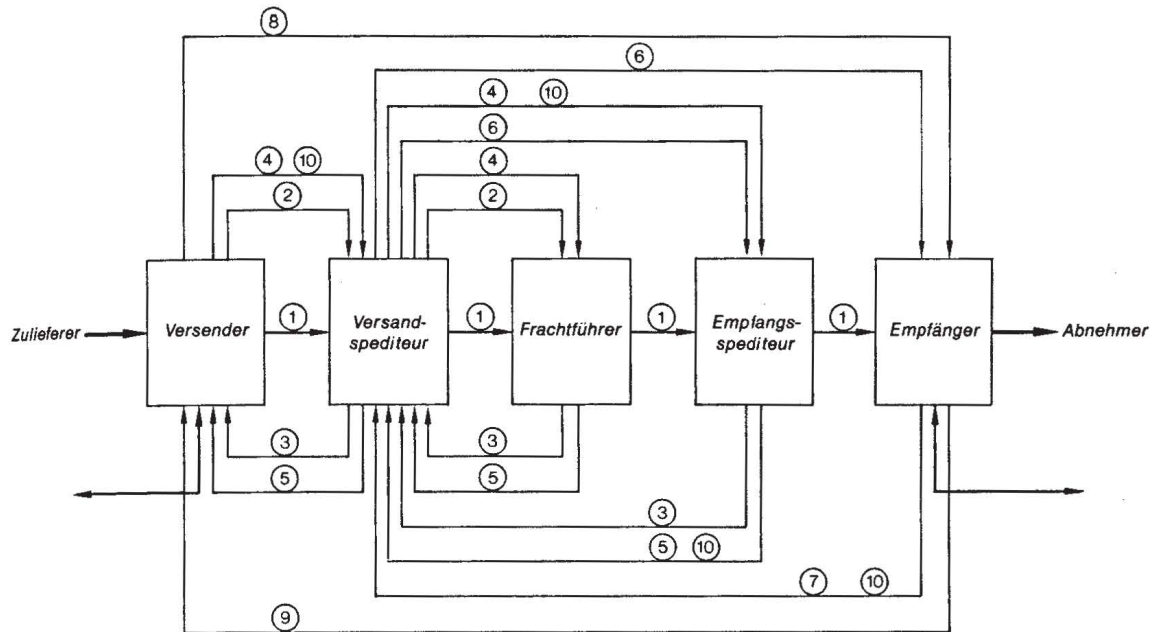 8
6
4 10
6
4 10
4
2
2
Zulieferer
Versender
1
Versand-
spediteur
1
Frachtführer
1
Empfangs-
spediteur
1
Empfänger
Abnehmer
3
3
5
5
3
5 10
7 10
9